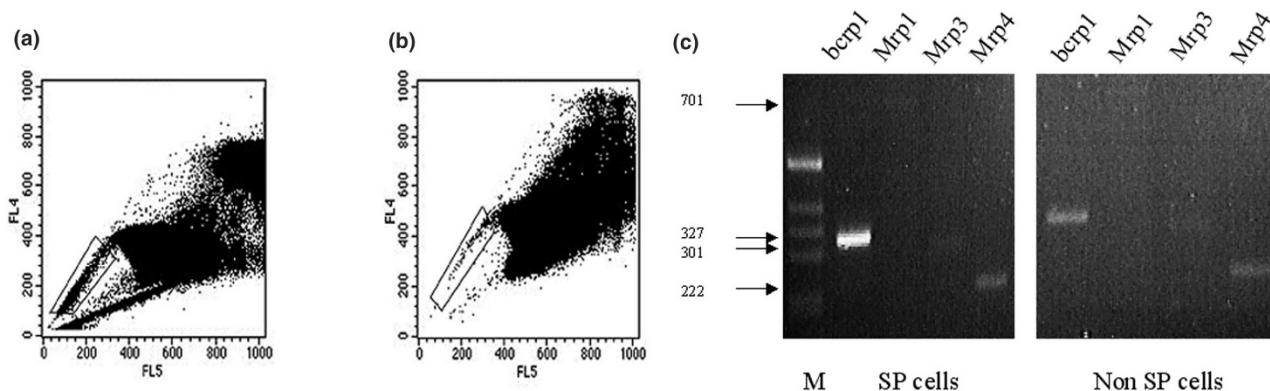 (a)
(b)
(c)
bcrp1 Mrp1 Mrp3 Mrp4
bcrp1 Mrp1 Mrp3 Mrp4
1000
800
600
400
200
0
FL4
0 200 400 600 800 1000
FL5
1000
800
600
400
200
0
FL4
0 200 400 600 800 1000
FL5
701
327
301
222
M SP cells Non SP cells